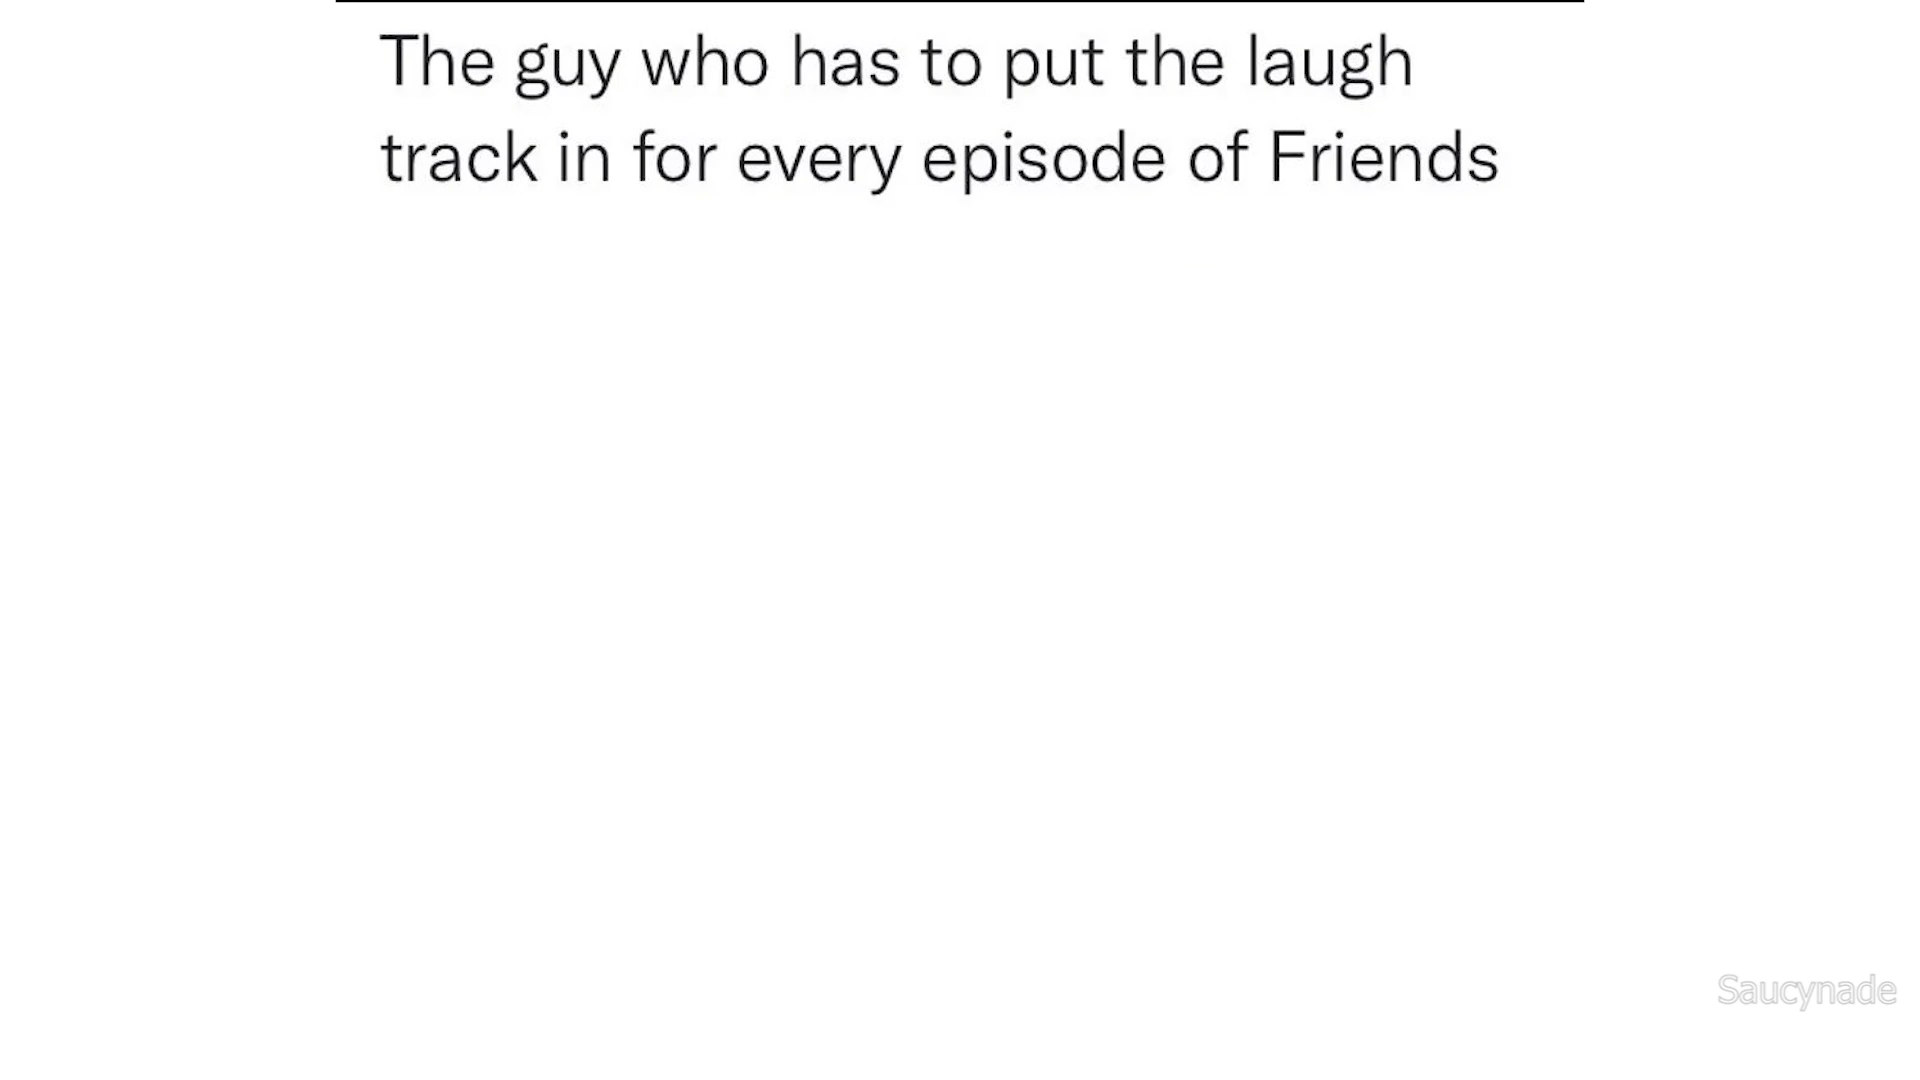 The guy who has to put the laugh
track in for every episode of Friends
Saucynade